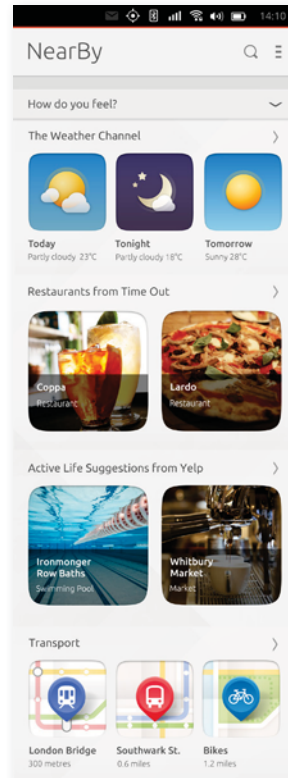 14:10
NearBy
How do you feel?
The Weather Channel
Today
Partly cloudy 23°C
Tonight
Partly cloudy 18°C
Tomorrow
Sunny 28°C
Restaurants from Time Out
Coppa
Restaurant
Lardo
Restaurant
Active Life Suggestions from Yelp
Ironmonger
Row Baths
Swimming Pool
Whitbury
Market
Market
Transport
London Bridge
300 metres
Southwark St.
0.6 miles
Bikes
1.2 miles